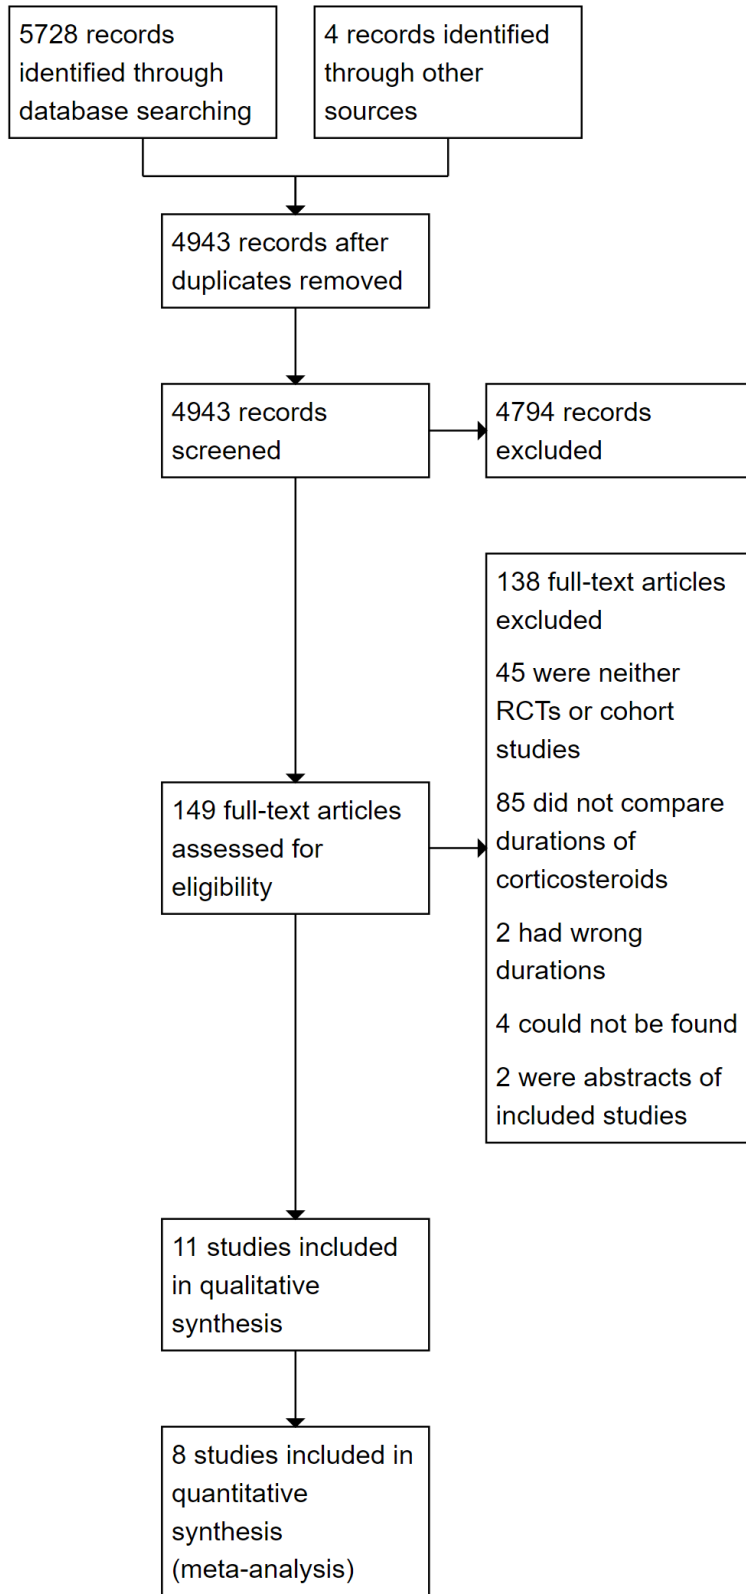 5728 records
identified through
database searching
4 records identified
through other
sources
4943 records after
duplicates removed
4943 records
screened
4794 records
excluded
138 full-text articles
excluded
45 were neither
RCTs or cohort
studies
85 did not compare
durations of
corticosteroids
2 had wrong
durations
4 could not be found
2 were abstracts of
included studies
149 full-text articles
assessed for
eligibility
11 studies included
in qualitative
synthesis
8 studies included in
quantitative
synthesis
(meta-analysis)